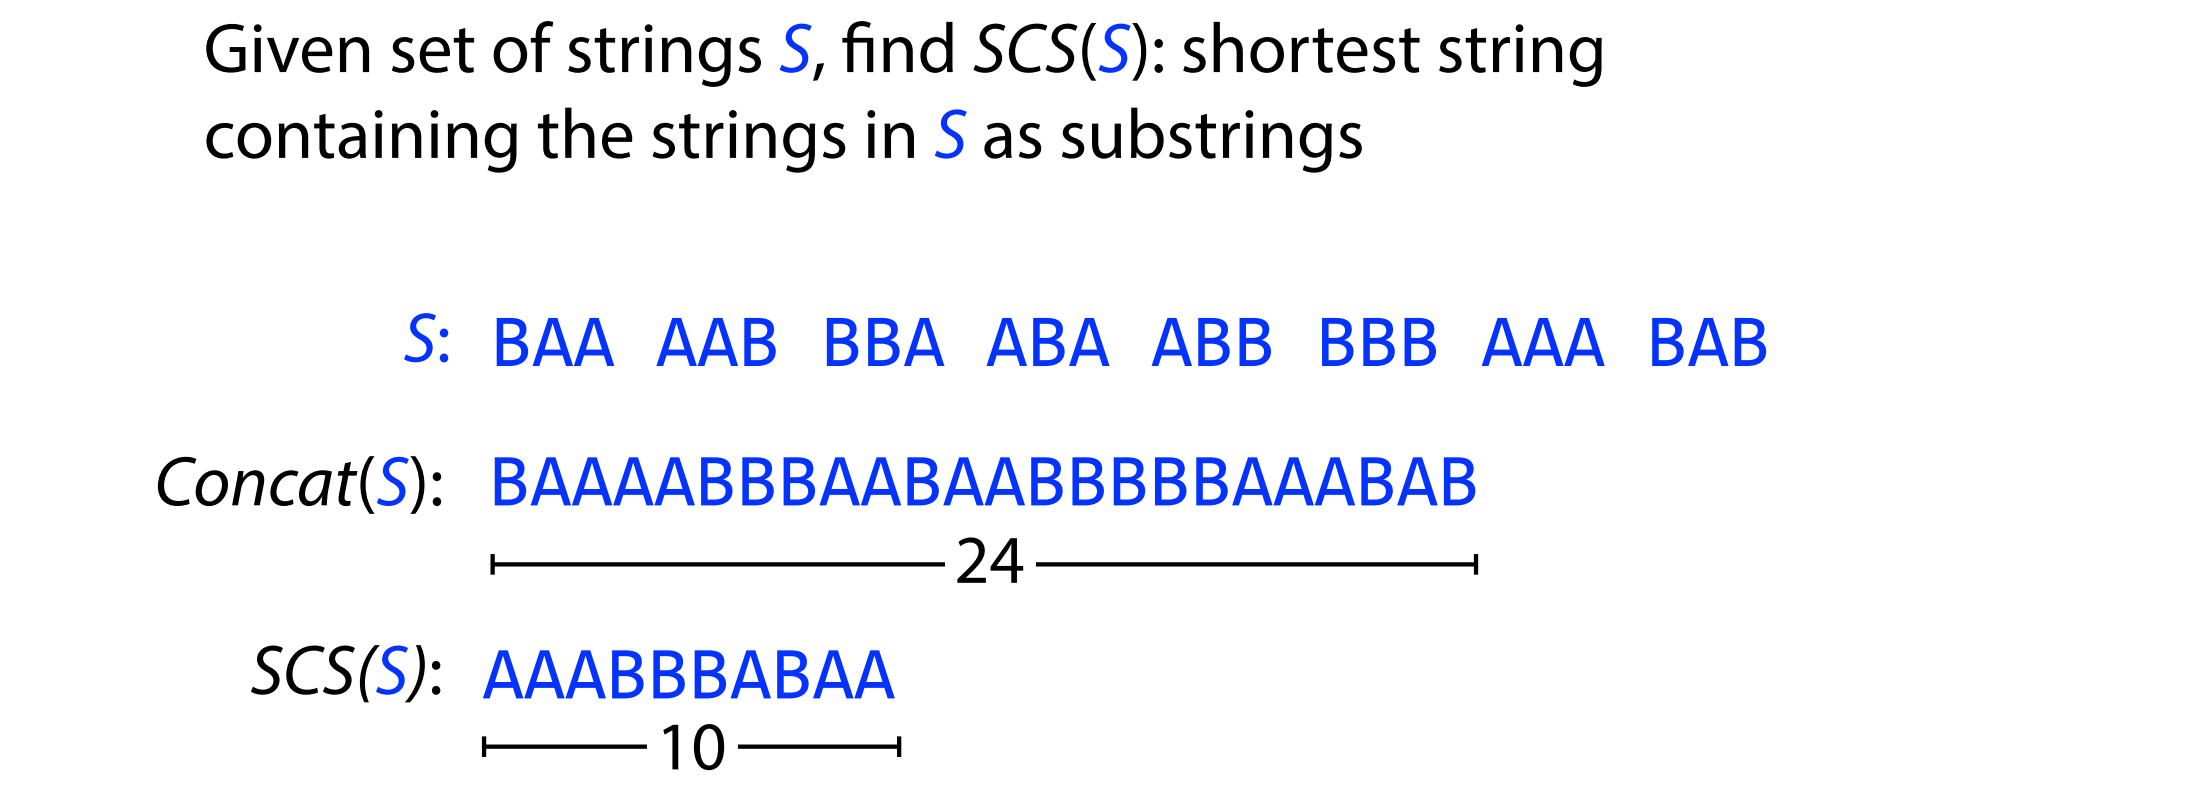 Given set of strings S, find SCS(S): shortest string
containing the strings in S as substrings
S: BAA AAB BBA ABA ABB BBB AAA BAB
Concat(S): BAAAABBBAABAABBBBBAAABAB
24
SCS(S): AAABBBABAA
10